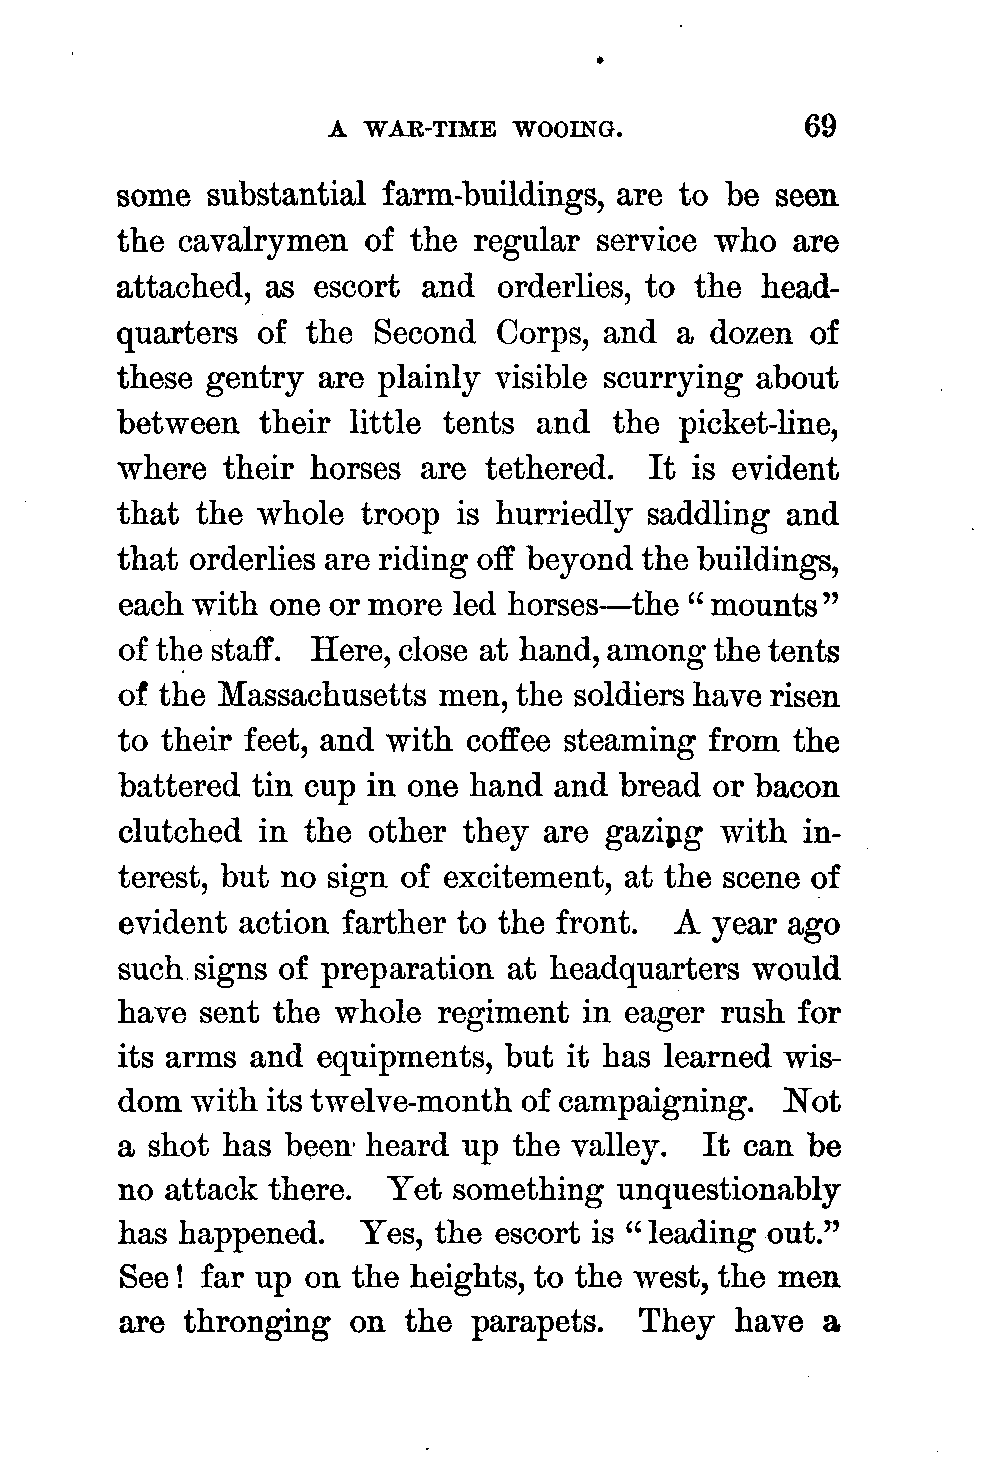 A WAR-TIME WOOING. 69
some substantial farm-buildings, are to be seen
the cavalrymen of the regular service who are
attached, as escort and orderlies, to the head-
quarters of the Second Corps, and a dozen of
these gentry are plainly visible scurrying about
between their little tents and the picket-line,
where their horses are tethered. It is evident
that the whole troop is hurriedly saddling and
that orderlies are riding off beyond the buildings,
each with one or more led horses—the “mounts”
of the staff. Here, close at hand, among the tents
of the Massachusetts men, the soldiers have risen
to their feet, and with coffee steaming from the
battered tin cup in one hand and bread or bacon
clutched in the other they are gazing with in-
terest, but no sign of excitement, at the scene of
evident action farther to the front. A year ago
such signs of preparation at headquarters would
have sent the whole regiment in eager rush for
its arms and equipments, but it has learned wis-
dom with its twelve-month of campaigning. Not
a shot has been heard up the valley. It can be
no attack there. Yet something unquestionably
has happened. Yes, the escort is “leading out.”
See! far up on the heights, to the west, the men
are thronging on the parapets. They have a